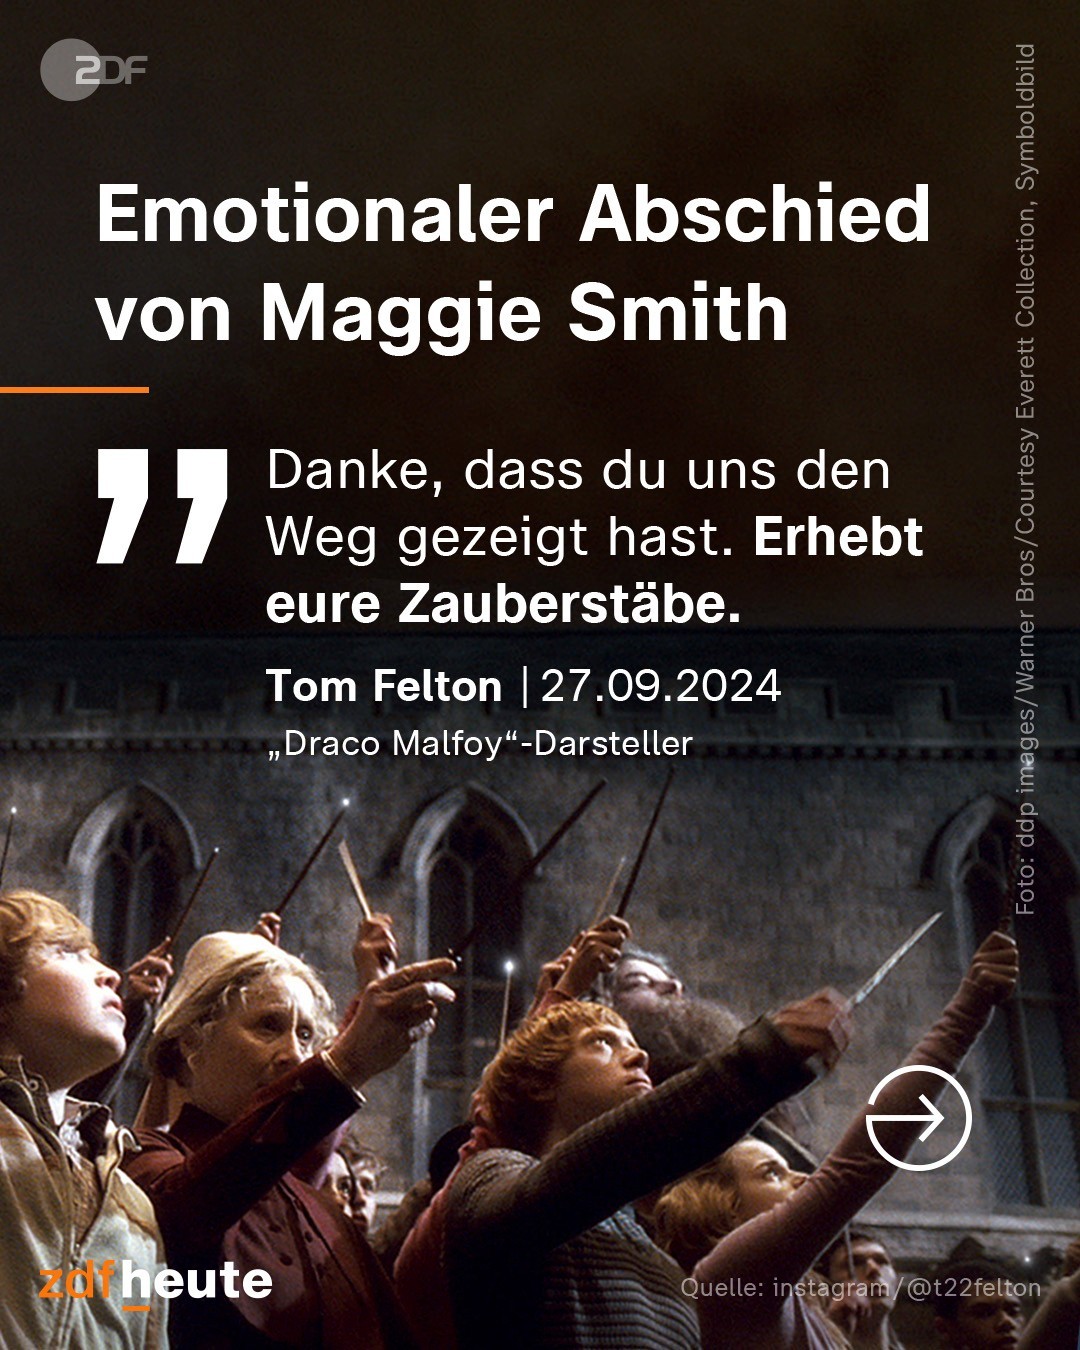 ZDF
Emotionaler Abschied
von Maggie Smith
”
Danke, dass du uns den
Weg gezeigt hast. Erhebt
eure Zauberstäbe.
Tom Felton | 27.09.2024
„Draco Malfoy“-Darsteller
Foto: ddp images/Warner Bros/Courtesy Everett Collection, Symboldbild
zdfheute
Quelle: instagram/@t22felton